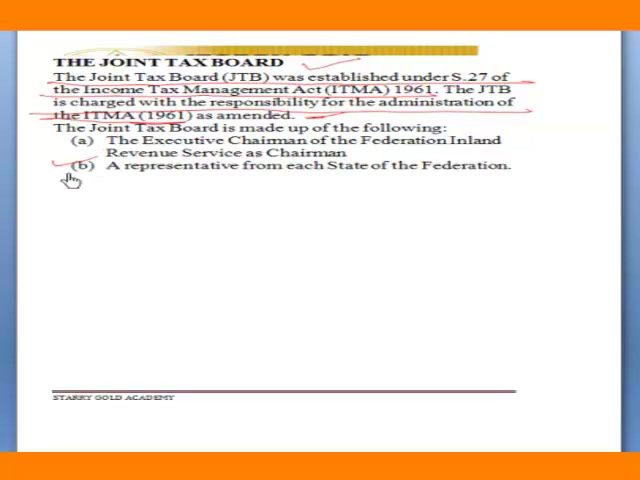 THE JOINT TAX BOARD
The Joint Tax Board (JTB) was established under S.27 of
the Income Tax Management Act (ITMA) 1961. The JTB
is charged with the responsibility for the administration of
the ITMA (1961) as amended.
The Joint Tax Board is made up of the following:
(a) The Executive Chairman of the Federation Inland
Revenue Service as Chairman
(b) A representative from each State of the Federation.
STARRY GOLD ACADEMY